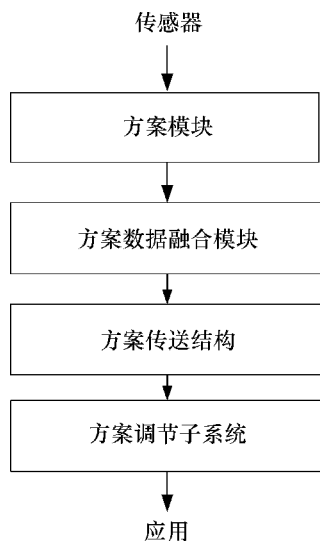 传感器
方案模块
方案数据融合模块
方案传送结构
方案调节子系统
应用